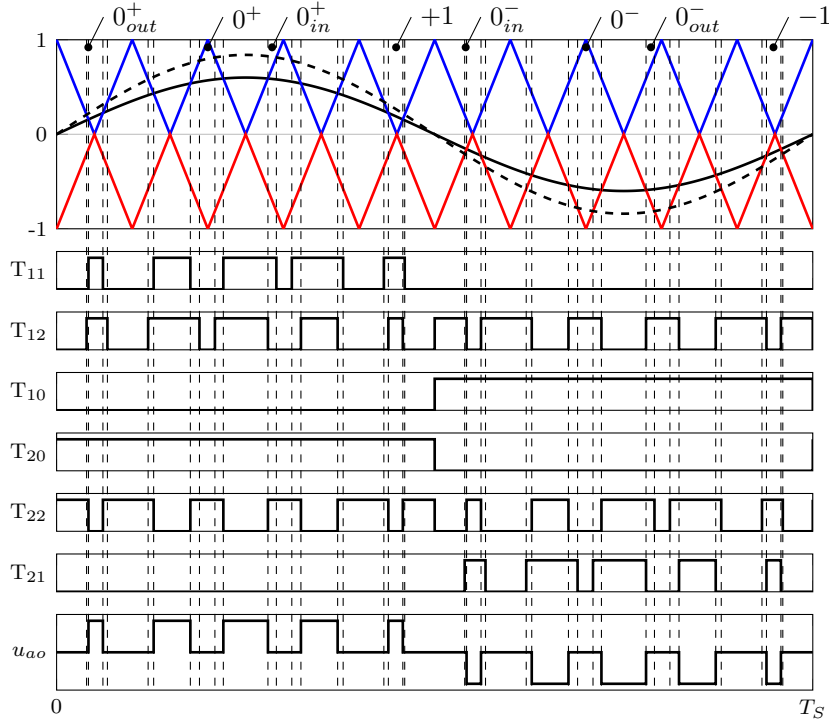 0⁺out 0⁺ 0⁺in +1 0⁻in 0⁻ 0⁻out −1
1
0
-1
T₁₁
T₁₂
T₁₀
T₂₀
T₂₂
T₂₁
uₐₒ
0 T_S